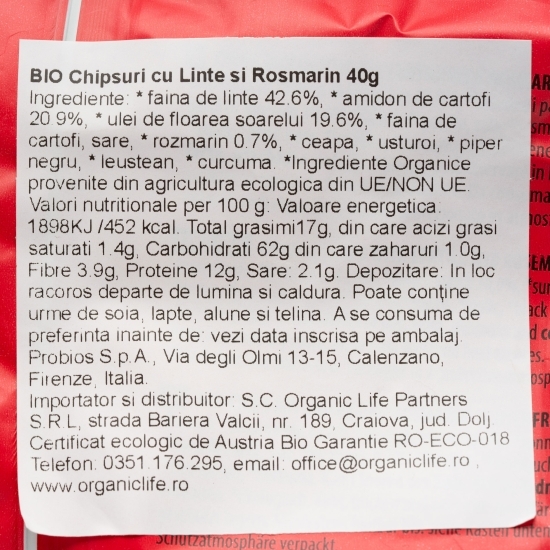 BIO Chipsuri cu Linte si Rosmarin 40g
Ingrediente: * faina de linte 42.6%, * amidon de cartofi
20.9%, * ulei de floarea soarelui 19.6%, * faina de
cartofi, sare, * rozmarin 0.7%, * ceapa, * usturoi, * piper
negru, * leustean, * curcuma. *Ingrediente Organice
provenite din agricultura ecologica din UE/NON UE.
Valori nutritionale per 100 g: Valoare energetica:
1898KJ /452 kcal. Total grasimi17g, din care acizi grasi
saturati 1.4g, Carbohidrati 62g din care zaharuri 1.0g,
Fibre 3.9g, Proteine 12g, Sare: 2.1g. Depozitare: In loc
racoros departe de lumina si caldura. Poate conține
urme de soia, lapte, alune si telina. A se consuma de
preferinta inainte de: vezi data inscrisa pe ambalaj.
Probios S.p.A., Via degli Olmi 13-15, Calenzano,
Firenze, Italia.
Importator si distribuitor: S.C. Organic Life Partners
S.R.L, strada Bariera Valcii, nr. 189, Craiova, jud. Dolj.
Certificat ecologic de Austria Bio Garantie RO-ECO-018
Telefon: 0351.176.295, email: office@organiclife.ro ,
www.organiclife.ro
Schutzatmosphäre verpackt